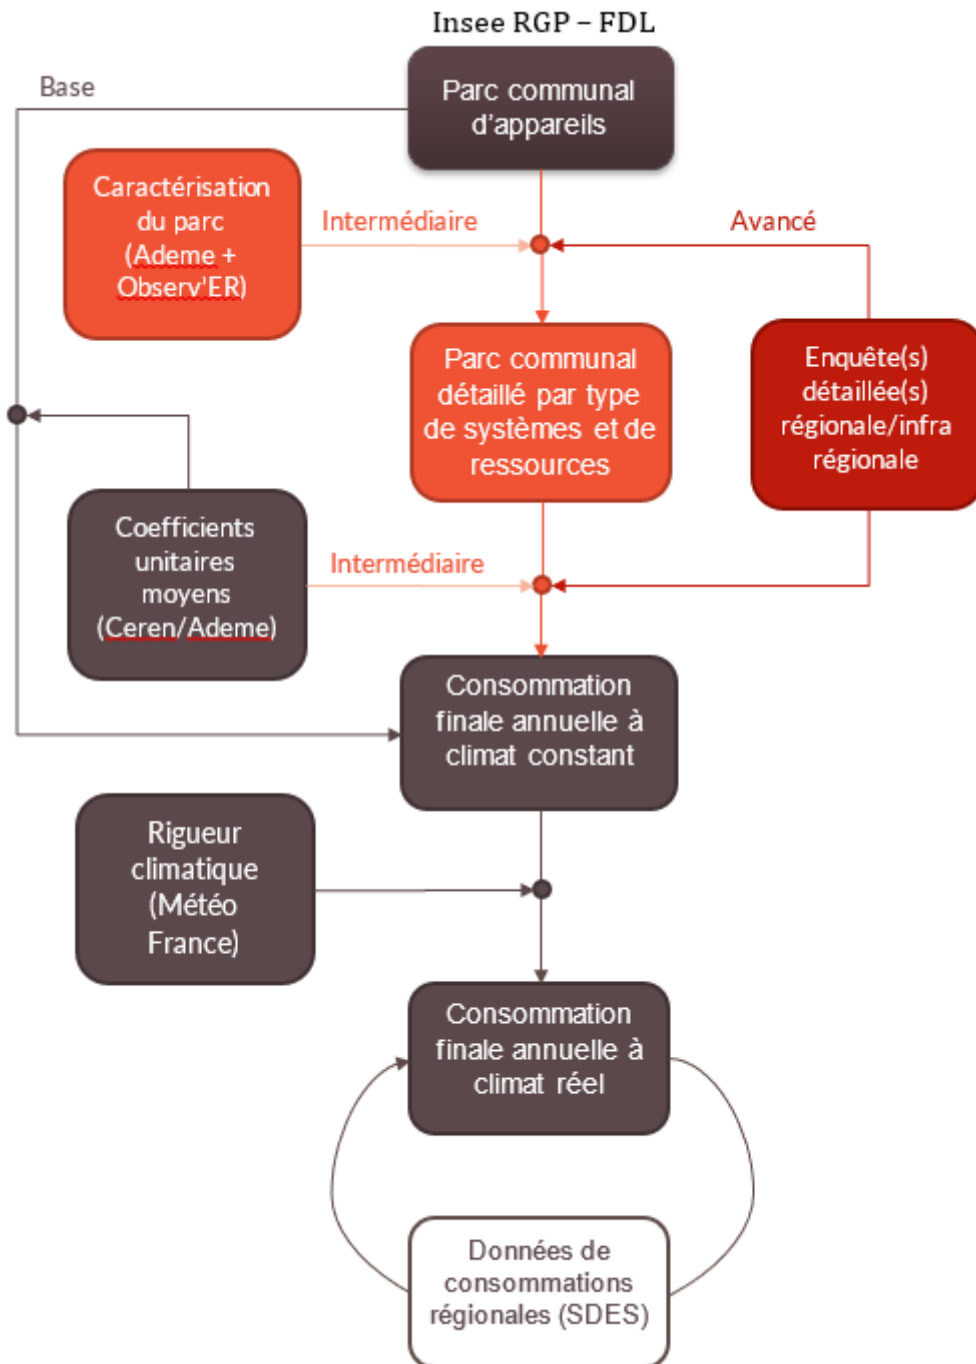 Insee RGP – FDL
Parc communal
d'appareils
Base
Caractérisation
du parc
(Ademe +
Observ'ER)
Intermédiaire
Avancé
Parc communal
détaillé par type
de systèmes et de
ressources
Enquête(s)
détaillée(s)
régionale/infra
régionale
Coefficients
unitaires
moyens
(Ceren/Ademe)
Intermédiaire
Consommation
finale annuelle à
climat constant
Rigueur
climatique
(Météo
France)
Consommation
finale annuelle à
climat réel
Données de
consommations
régionales (SDES)